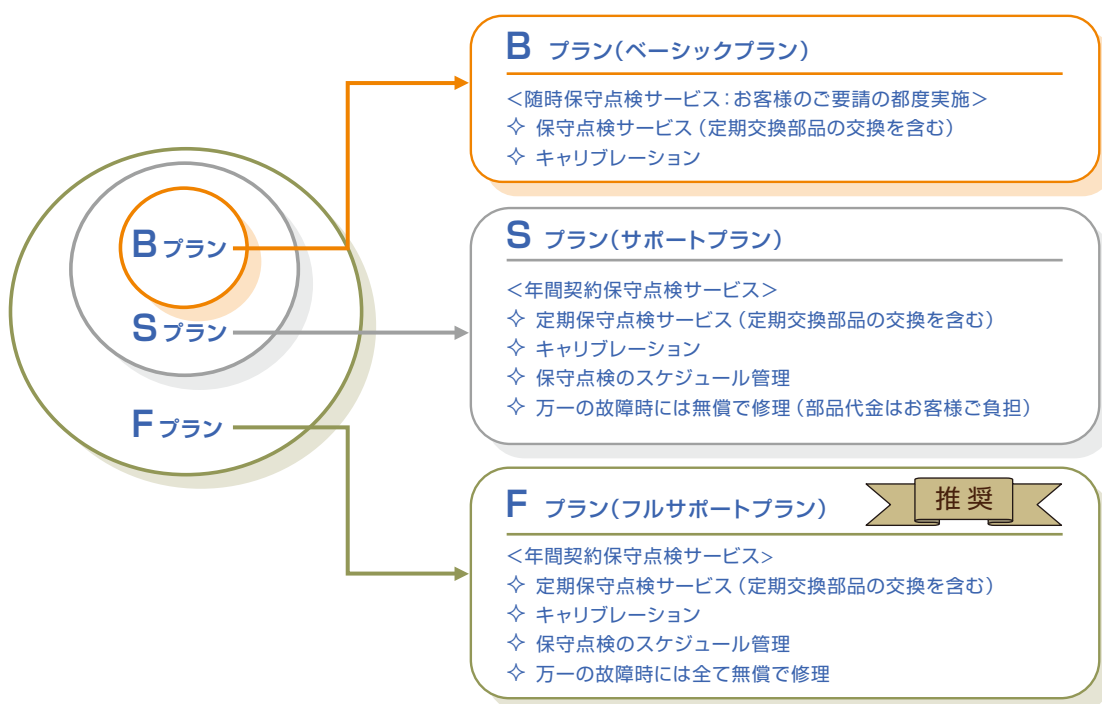 B プラン(ベーシックプラン)
<随時保守点検サービス:お客様のご要請の都度実施>
✧ 保守点検サービス(定期交換部品の交換を含む)
✧ キャリブレーション
Bプラン
Sプラン
Fプラン
S プラン(サポートプラン)
<年間契約保守点検サービス>
✧ 定期保守点検サービス(定期交換部品の交換を含む)
✧ キャリブレーション
✧ 保守点検のスケジュール管理
✧ 万一の故障時には無償で修理(部品代金はお客様ご負担)
F プラン(フルサポートプラン)
推奨
<年間契約保守点検サービス>
✧ 定期保守点検サービス(定期交換部品の交換を含む)
✧ キャリブレーション
✧ 保守点検のスケジュール管理
✧ 万一の故障時には全て無償で修理